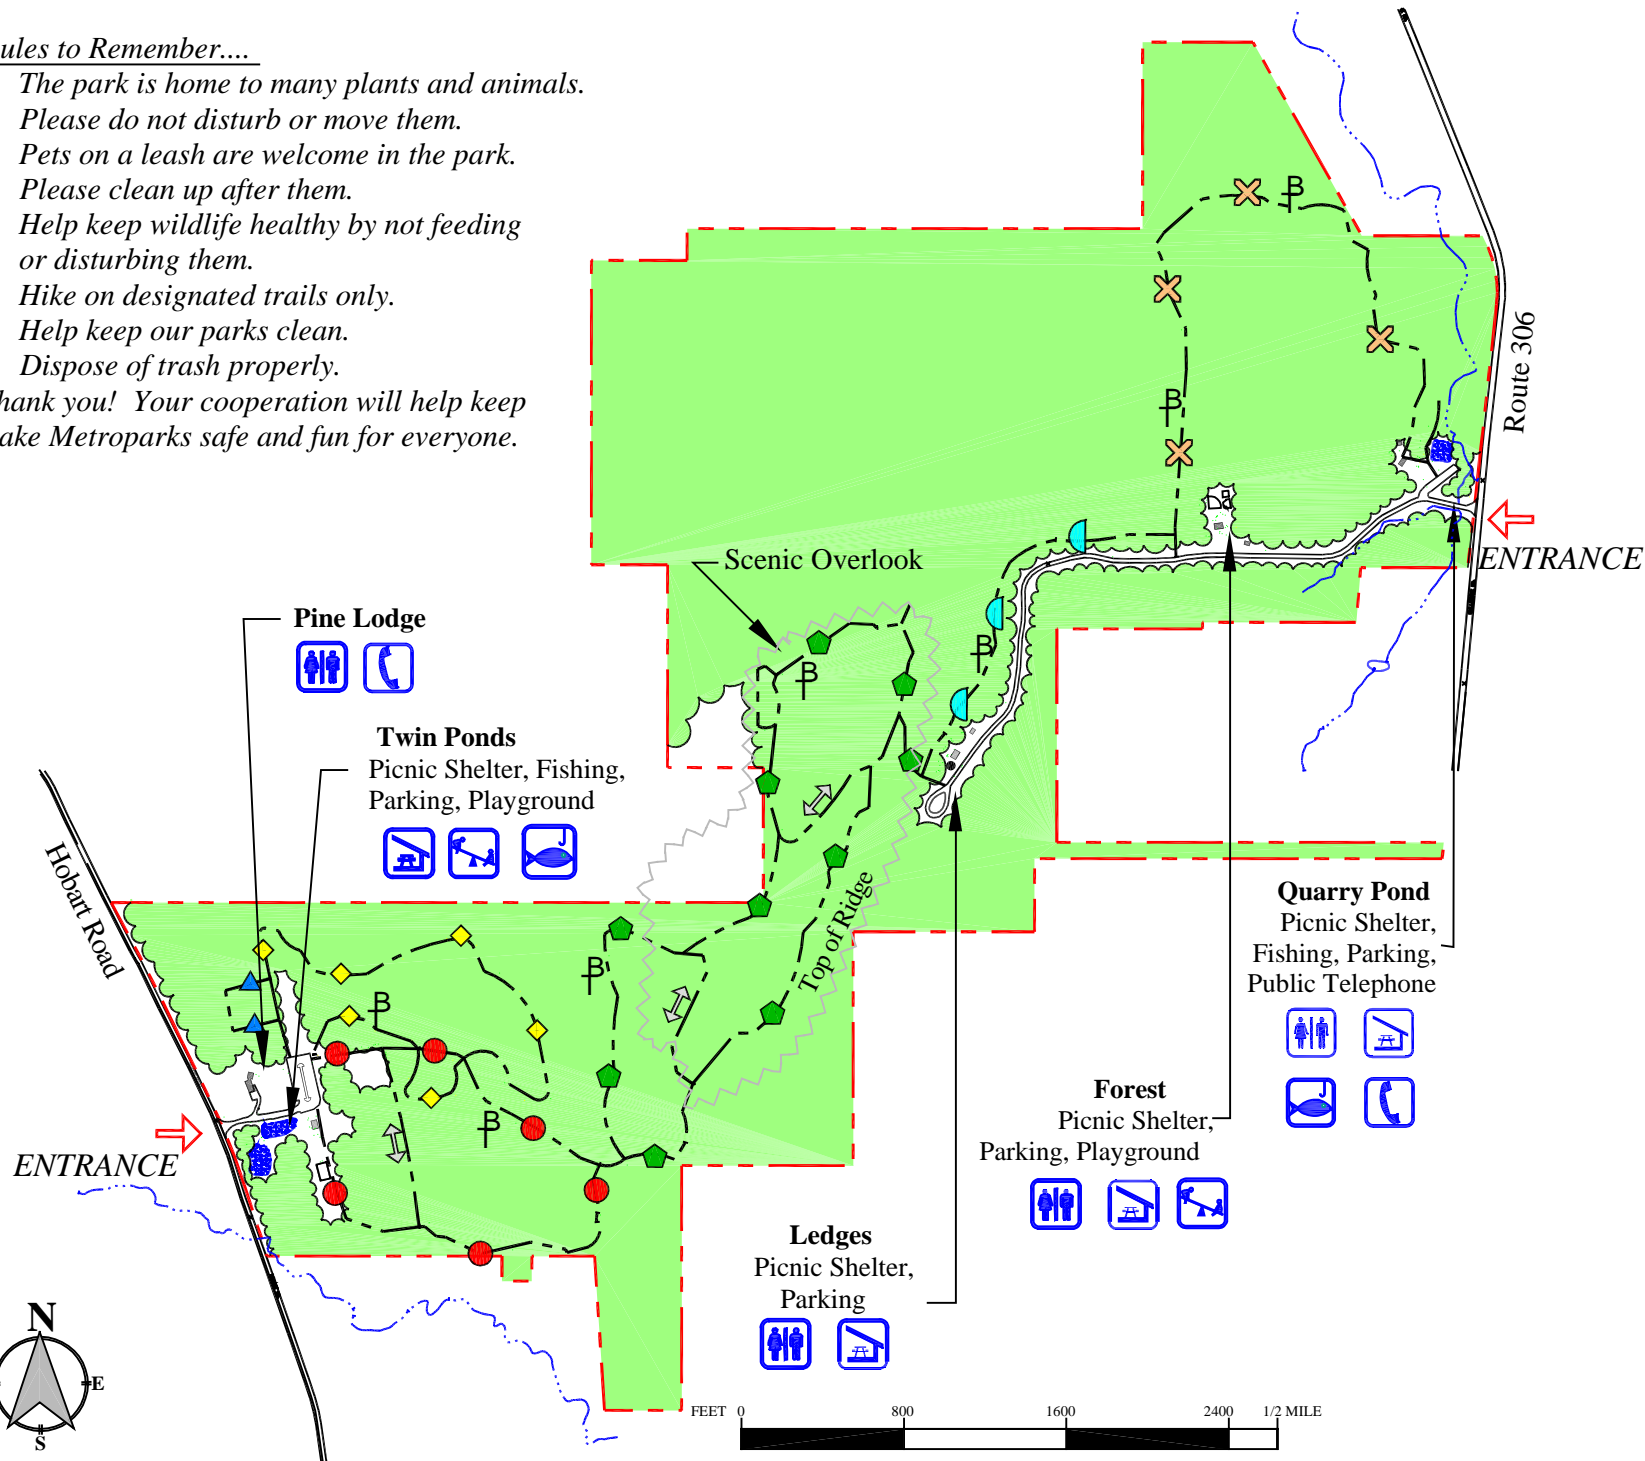 ules to Remember....
The park is home to many plants and animals.
Please do not disturb or move them.
Pets on a leash are welcome in the park.
Please clean up after them.
Help keep wildlife healthy by not feeding
or disturbing them.
Hike on designated trails only.
Help keep our parks clean.
Dispose of trash properly.
hank you! Your cooperation will help keep
ake Metroparks safe and fun for everyone.
Route 306
ENTRANCE
Scenic Overlook
Pine Lodge
Twin Ponds
Picnic Shelter, Fishing,
Parking, Playground
Hobart Road
Top of Ridge
Quarry Pond
Picnic Shelter,
Fishing, Parking,
Public Telephone
Forest
Picnic Shelter,
Parking, Playground
ENTRANCE
Ledges
Picnic Shelter,
Parking
N
E
S
FEET 0 800 1600 2400 1/2 MILE